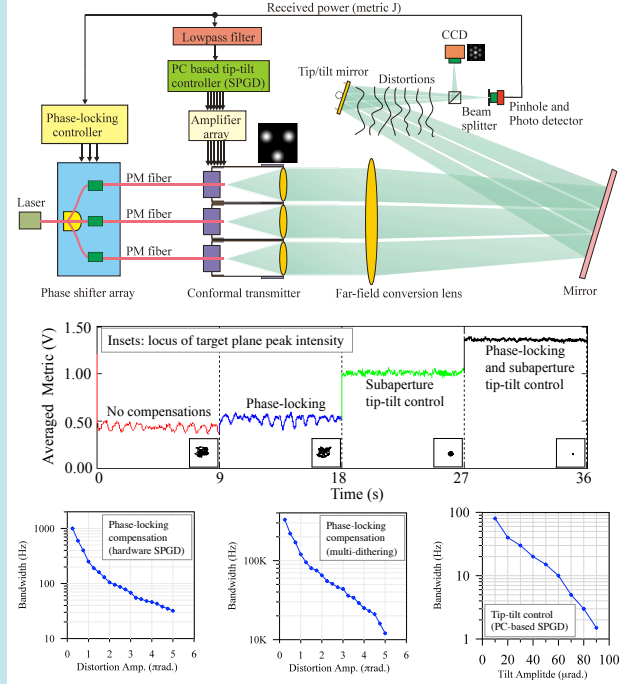 Received power (metric J)
Lowpass filter
CCD
PC based tip-tilt
controller (SPGD)
Tip/tilt mirror
Distortions
Phase-locking
controller
Amplifier
array
Beam
splitter
Pinhole and
Photo detector
Laser
PM fiber
PM fiber
PM fiber
Phase shifter array
Conformal transmitter
Far-field conversion lens
Mirror
Averaged Metric (V)
1.50
1.00
0.50
0.00
Insets: locus of target plane peak intensity
No compensations
Phase-locking
Subaperture
tip-tilt control
Phase-locking
and subaperture
tip-tilt control
0
9
18
27
36
Time (s)
Bandwidth (Hz)
1000
100
10
Phase-locking
compensation
(hardware SPGD)
0 1 2 3 4 5 6
Distortion Amp. (πrad.)
Bandwidth (Hz)
100K
10K
Phase-locking
compensation
(multi-dithering)
0 1 2 3 4 5 6
Distortion Amp. (πrad.)
Bandwidth (Hz)
100
10
1
Tip-tilt control
(PC-based SPGD)
0 20 40 60 80 100
Tilt Amplitde (μrad.)